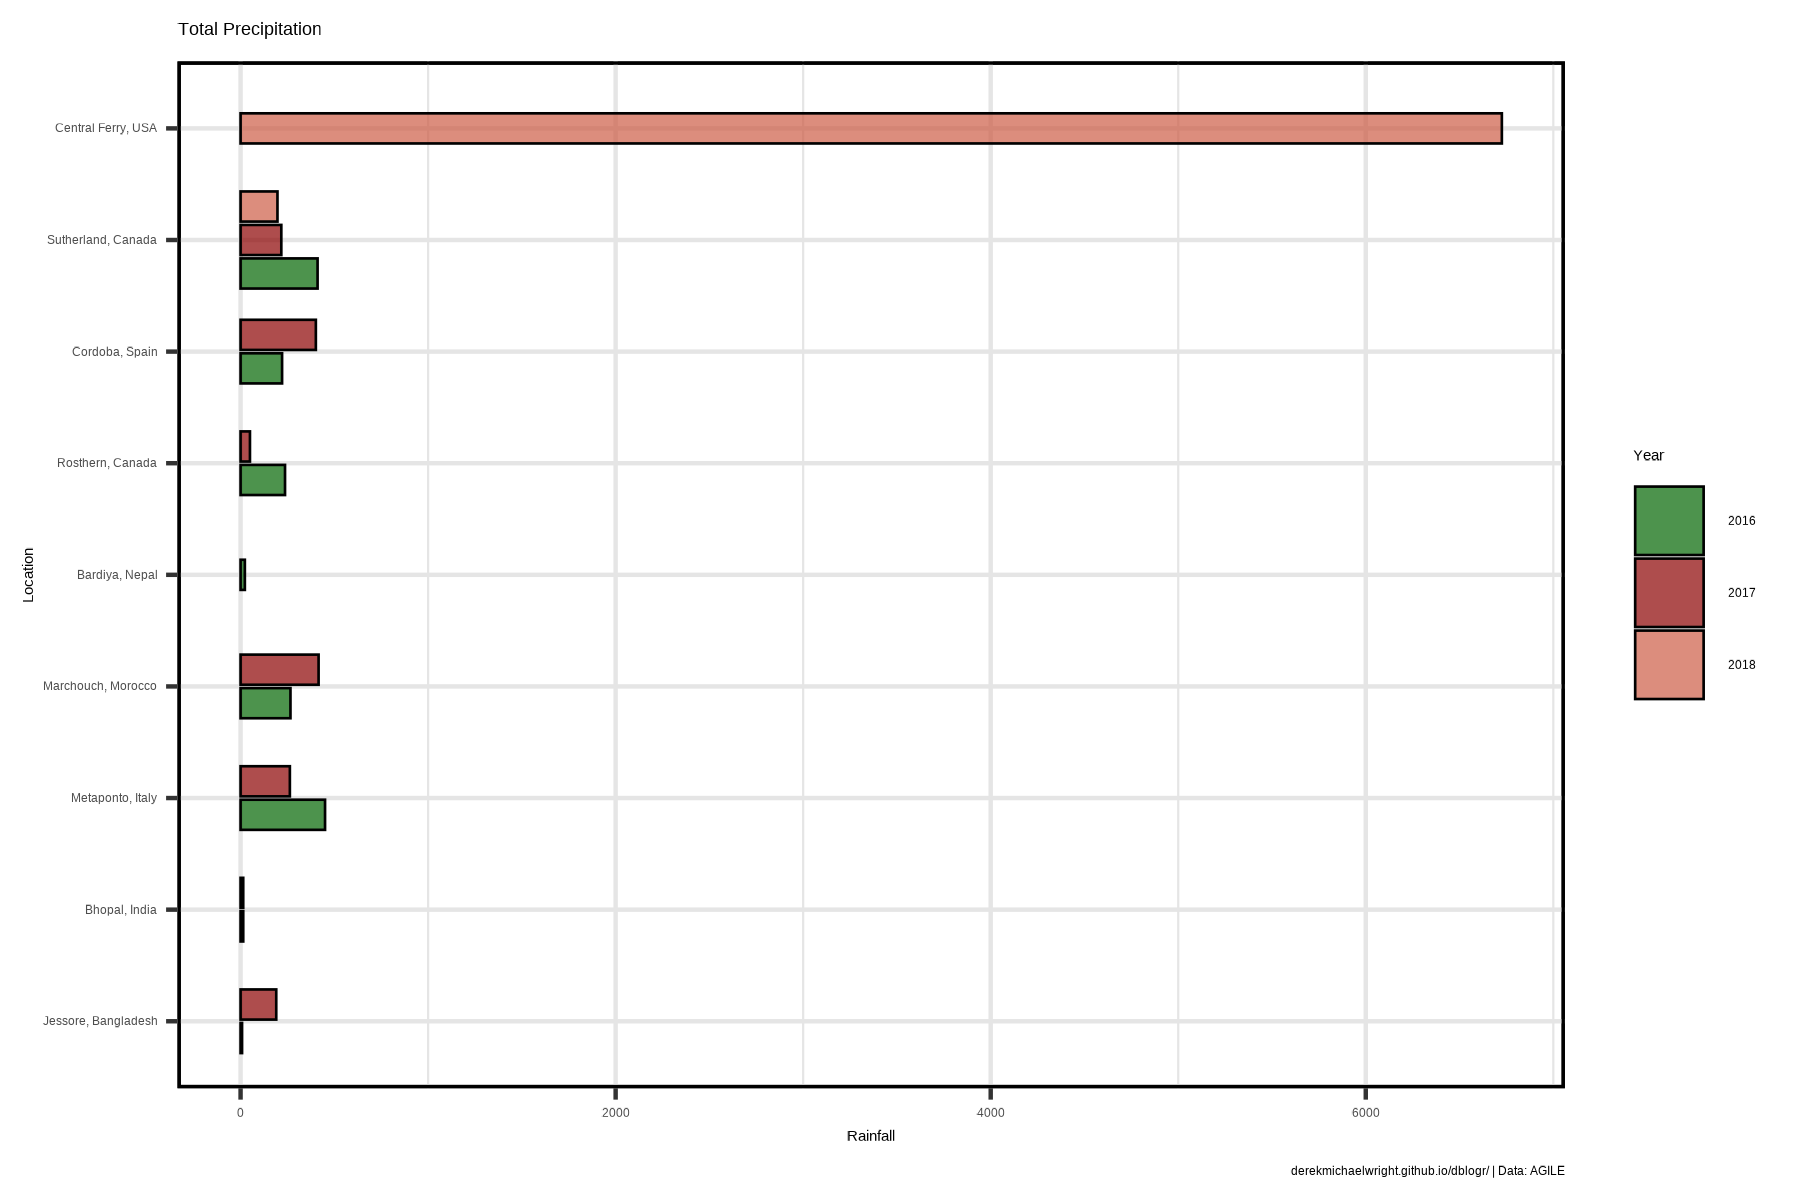 Total Precipitation
Central Ferry, USA
Sutherland, Canada
Cordoba, Spain
Rosthern, Canada
Bardiya, Nepal
Marchouch, Morocco
Metaponto, Italy
Bhopal, India
Jessore, Bangladesh
Location
0
2000
4000
6000
Rainfall
Year
2016
2017
2018
derekmichaelwright.github.io/dblogr/ | Data: AGILE